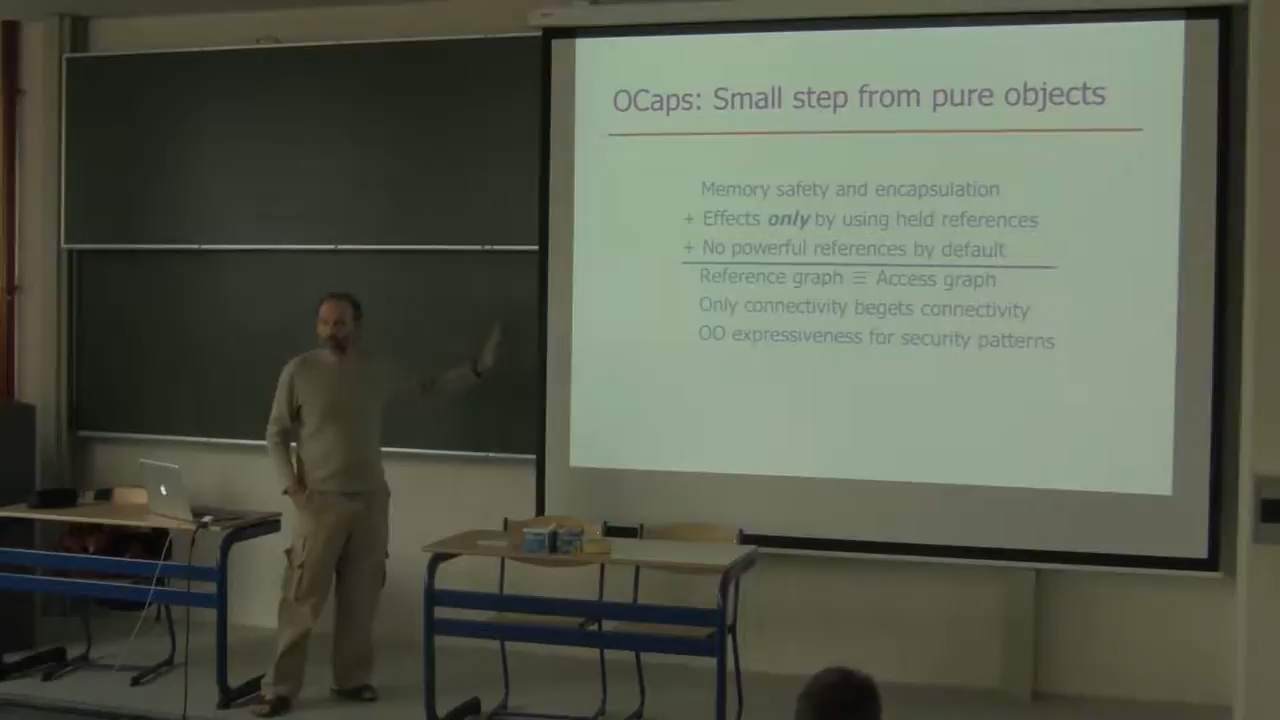 OCaps: Small step from pure objects
Memory safety and encapsulation
+ Effects only by using held references
+ No powerful references by default
Reference graph ≡ Access graph
Only connectivity begets connectivity
OO expressiveness for security patterns